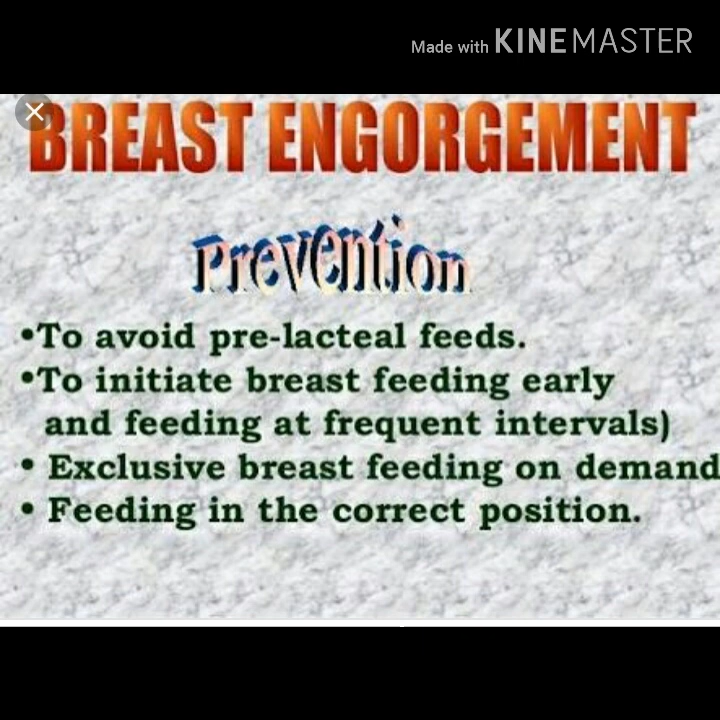 Made with KINEMASTER
BREAST ENGORGEMENT
Prevention
•To avoid pre-lacteal feeds.
•To initiate breast feeding early
and feeding at frequent intervals)
• Exclusive breast feeding on demand
• Feeding in the correct position.